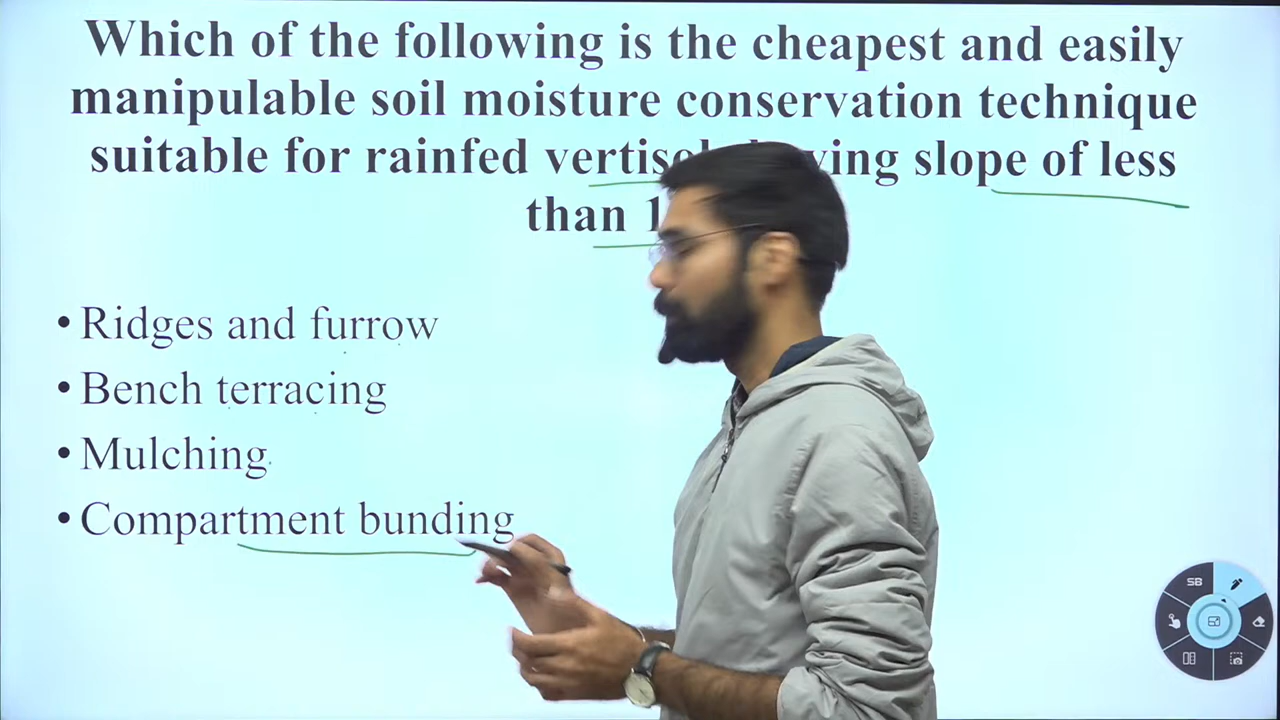 Which of the following is the cheapest and easily
manipulable soil moisture conservation technique
suitable for rainfed slope of less
than
• Ridges and furrow
• Bench terracing
• Mulching
• Compartment bunding
SB